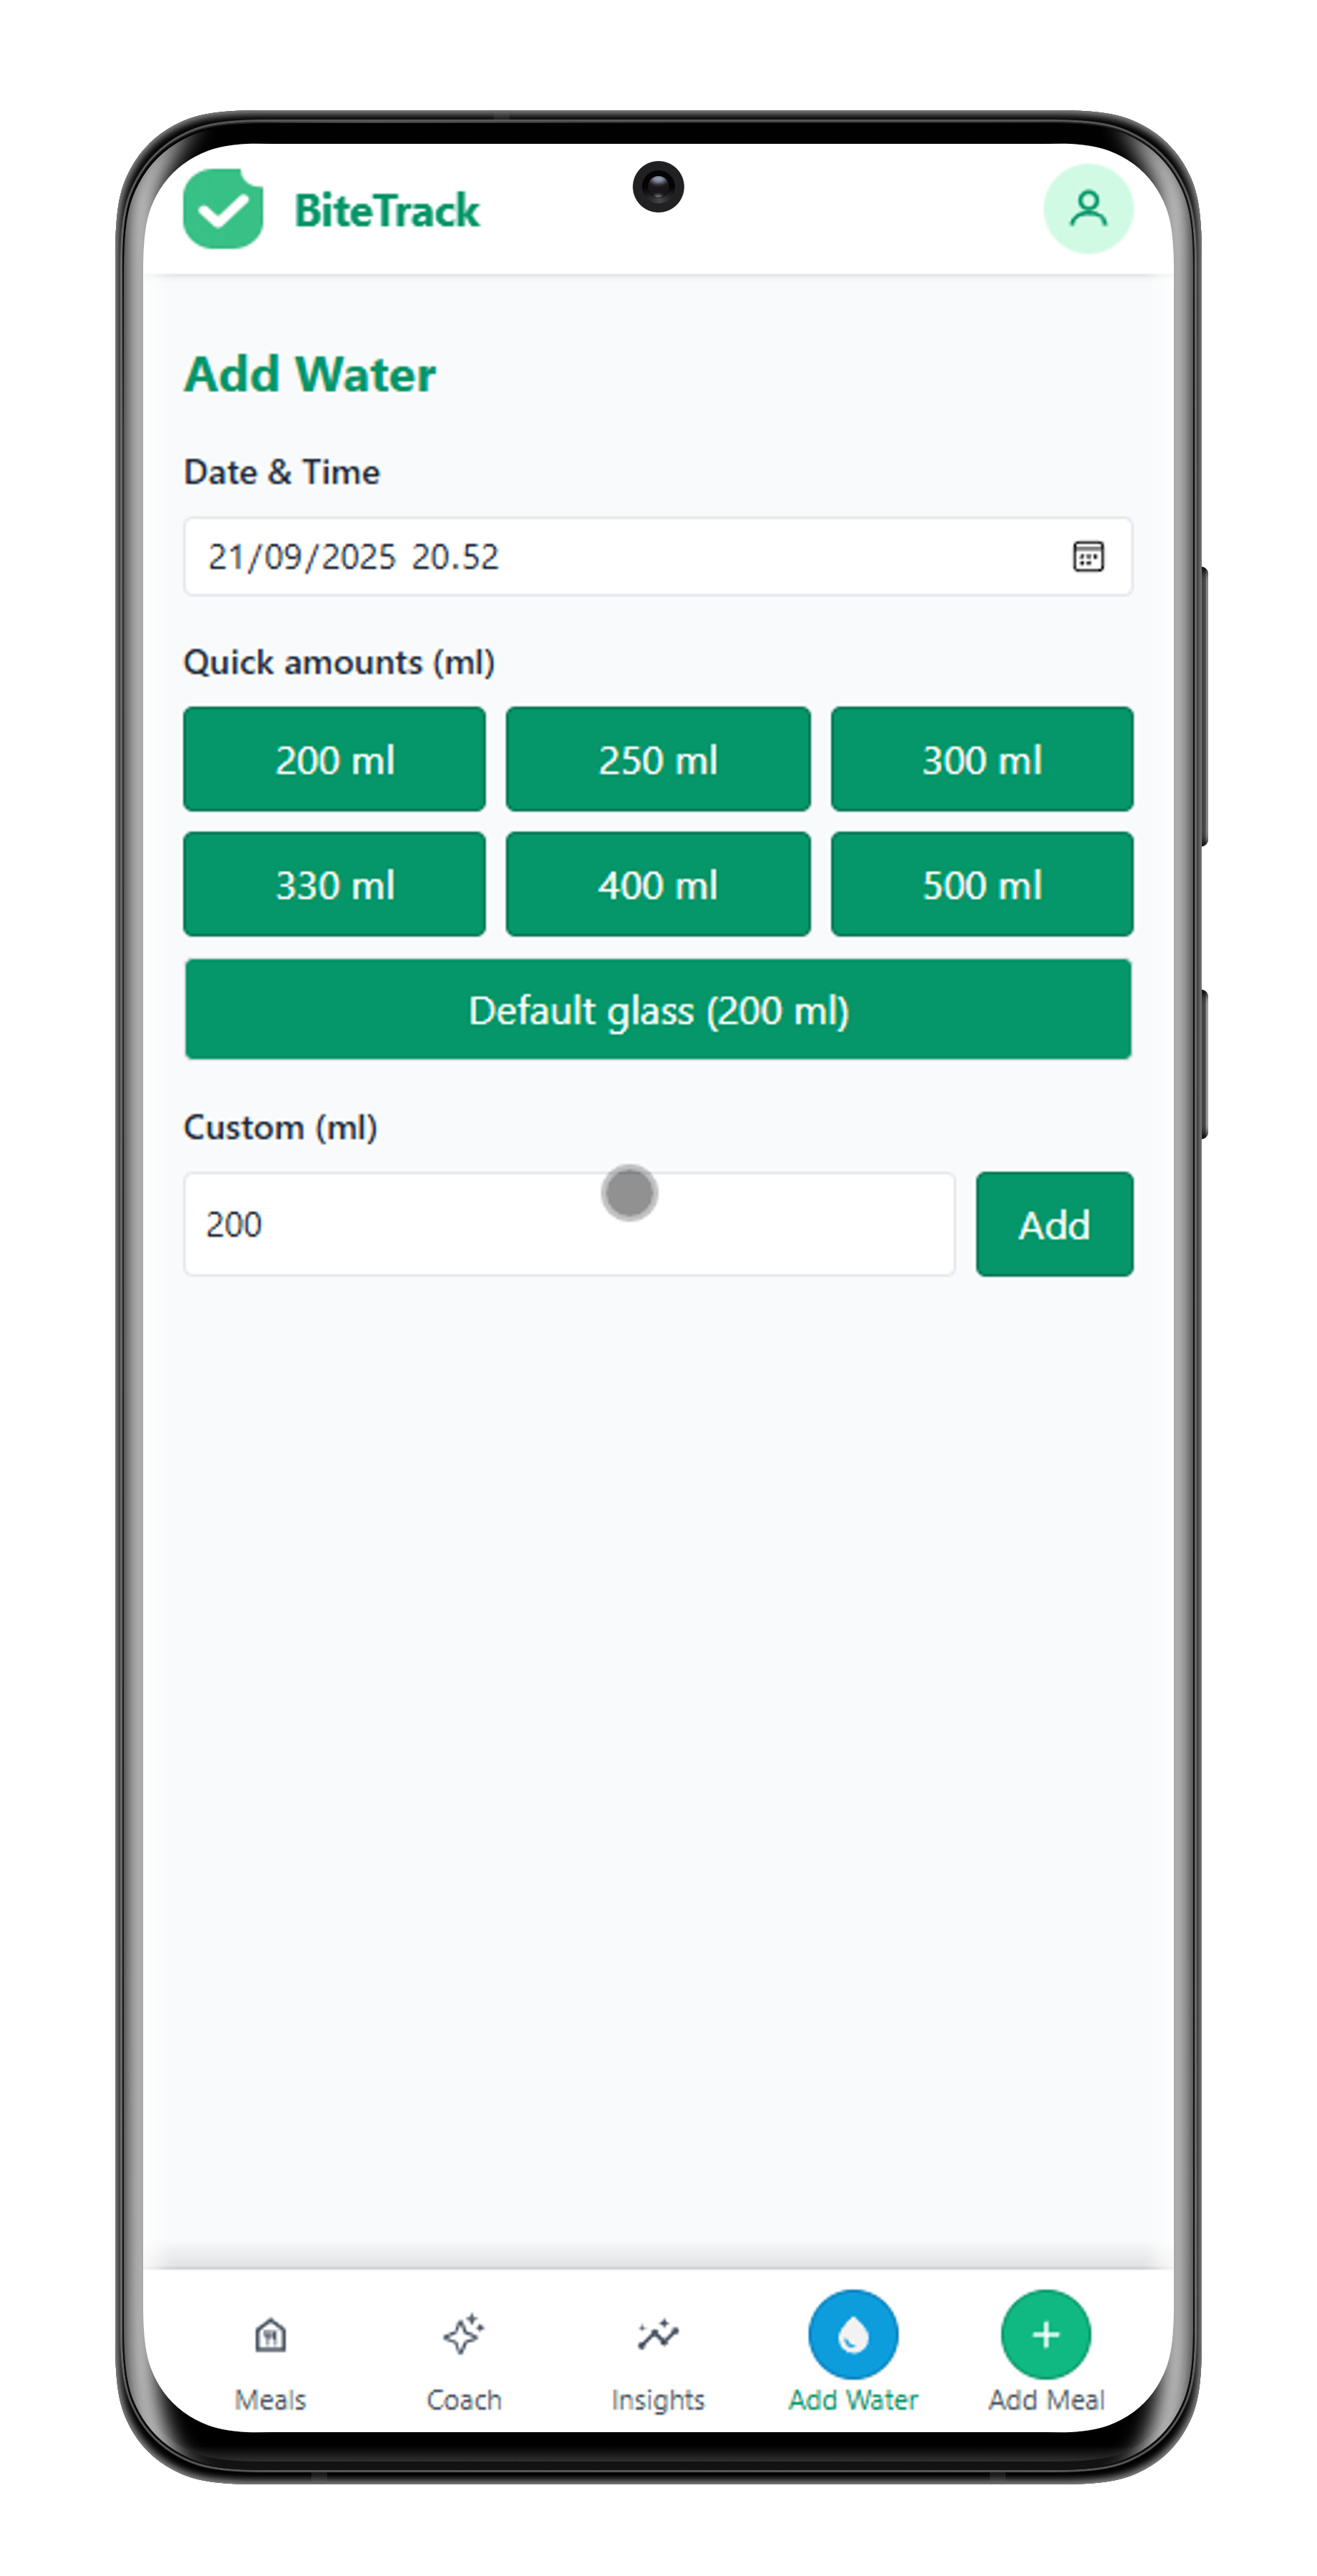 BiteTrack
Add Water
Date & Time
21/09/2025 20.52
Quick amounts (ml)
200 ml 250 ml 300 ml
330 ml 400 ml 500 ml
Default glass (200 ml)
Custom (ml)
200 Add
Meals Coach Insights Add Water Add Meal